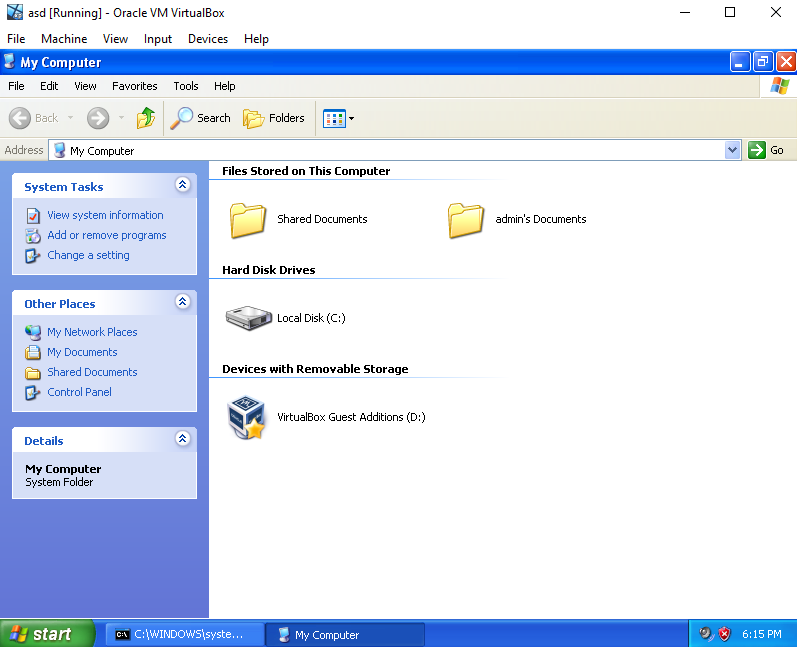 asd [Running] - Oracle VM VirtualBox
File Machine View Input Devices Help
My Computer
File Edit View Favorites Tools Help
Back Search Folders
Address My Computer Go
System Tasks
View system information
Add or remove programs
Change a setting
Other Places
My Network Places
My Documents
Shared Documents
Control Panel
Details
My Computer
System Folder
Files Stored on This Computer
Shared Documents admin's Documents
Hard Disk Drives
Local Disk (C:)
Devices with Removable Storage
VirtualBox Guest Additions (D:)
start C:\WINDOWS\syste... My Computer 6:15 PM